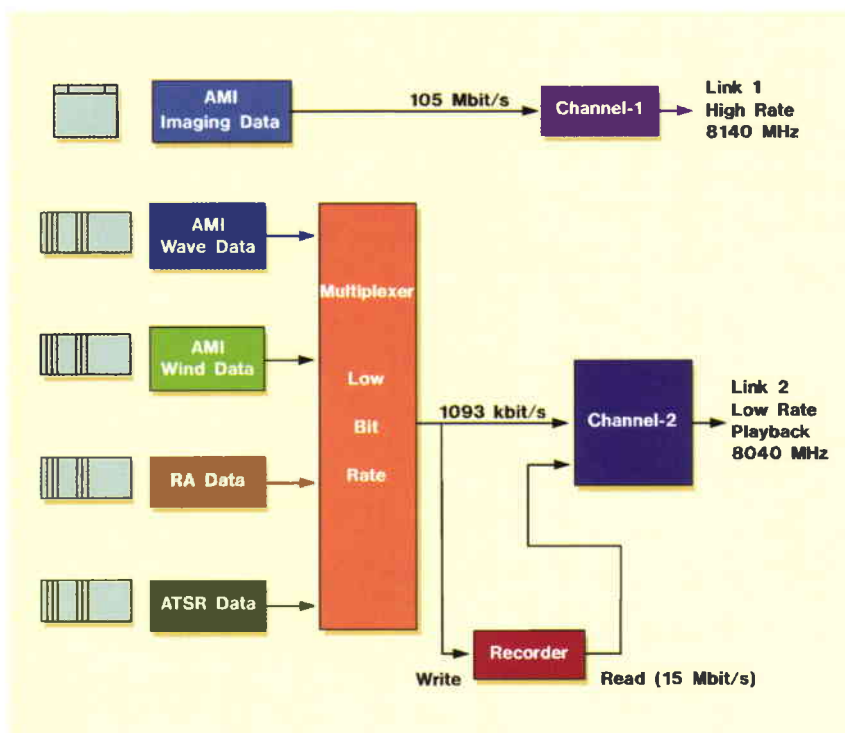 AMI
Imaging Data
105 Mbit/s
Channel-1
Link 1
High Rate
8140 MHz
AMI
Wave Data
Multiplexer
Low
Bit
Rate
AMI
Wind Data
1093 kbit/s
Channel-2
Link 2
Low Rate
Playback
8040 MHz
RA Data
ATSR Data
Write
Recorder
Read (15 Mbit/s)